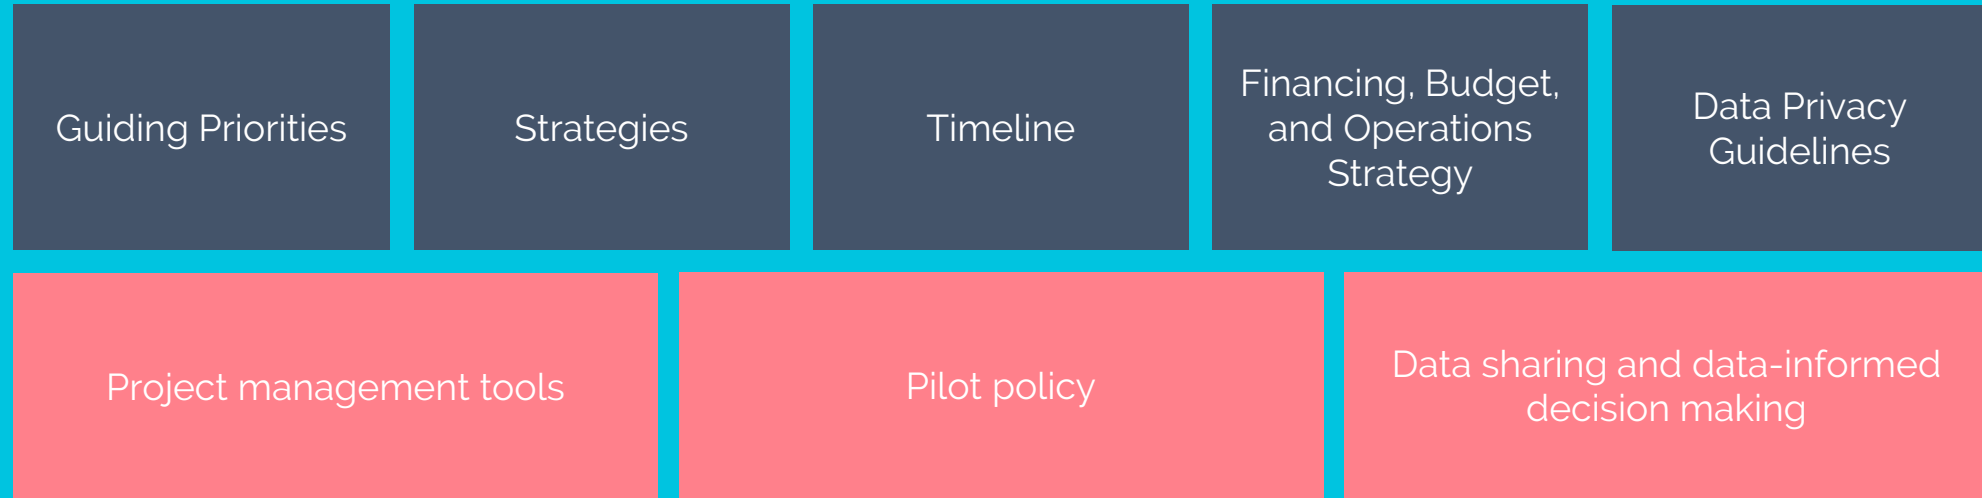 Guiding Priorities
Strategies
Timeline
Financing, Budget,
and Operations
Strategy
Data Privacy
Guidelines
Project management tools
Pilot policy
Data sharing and data-informed
decision making